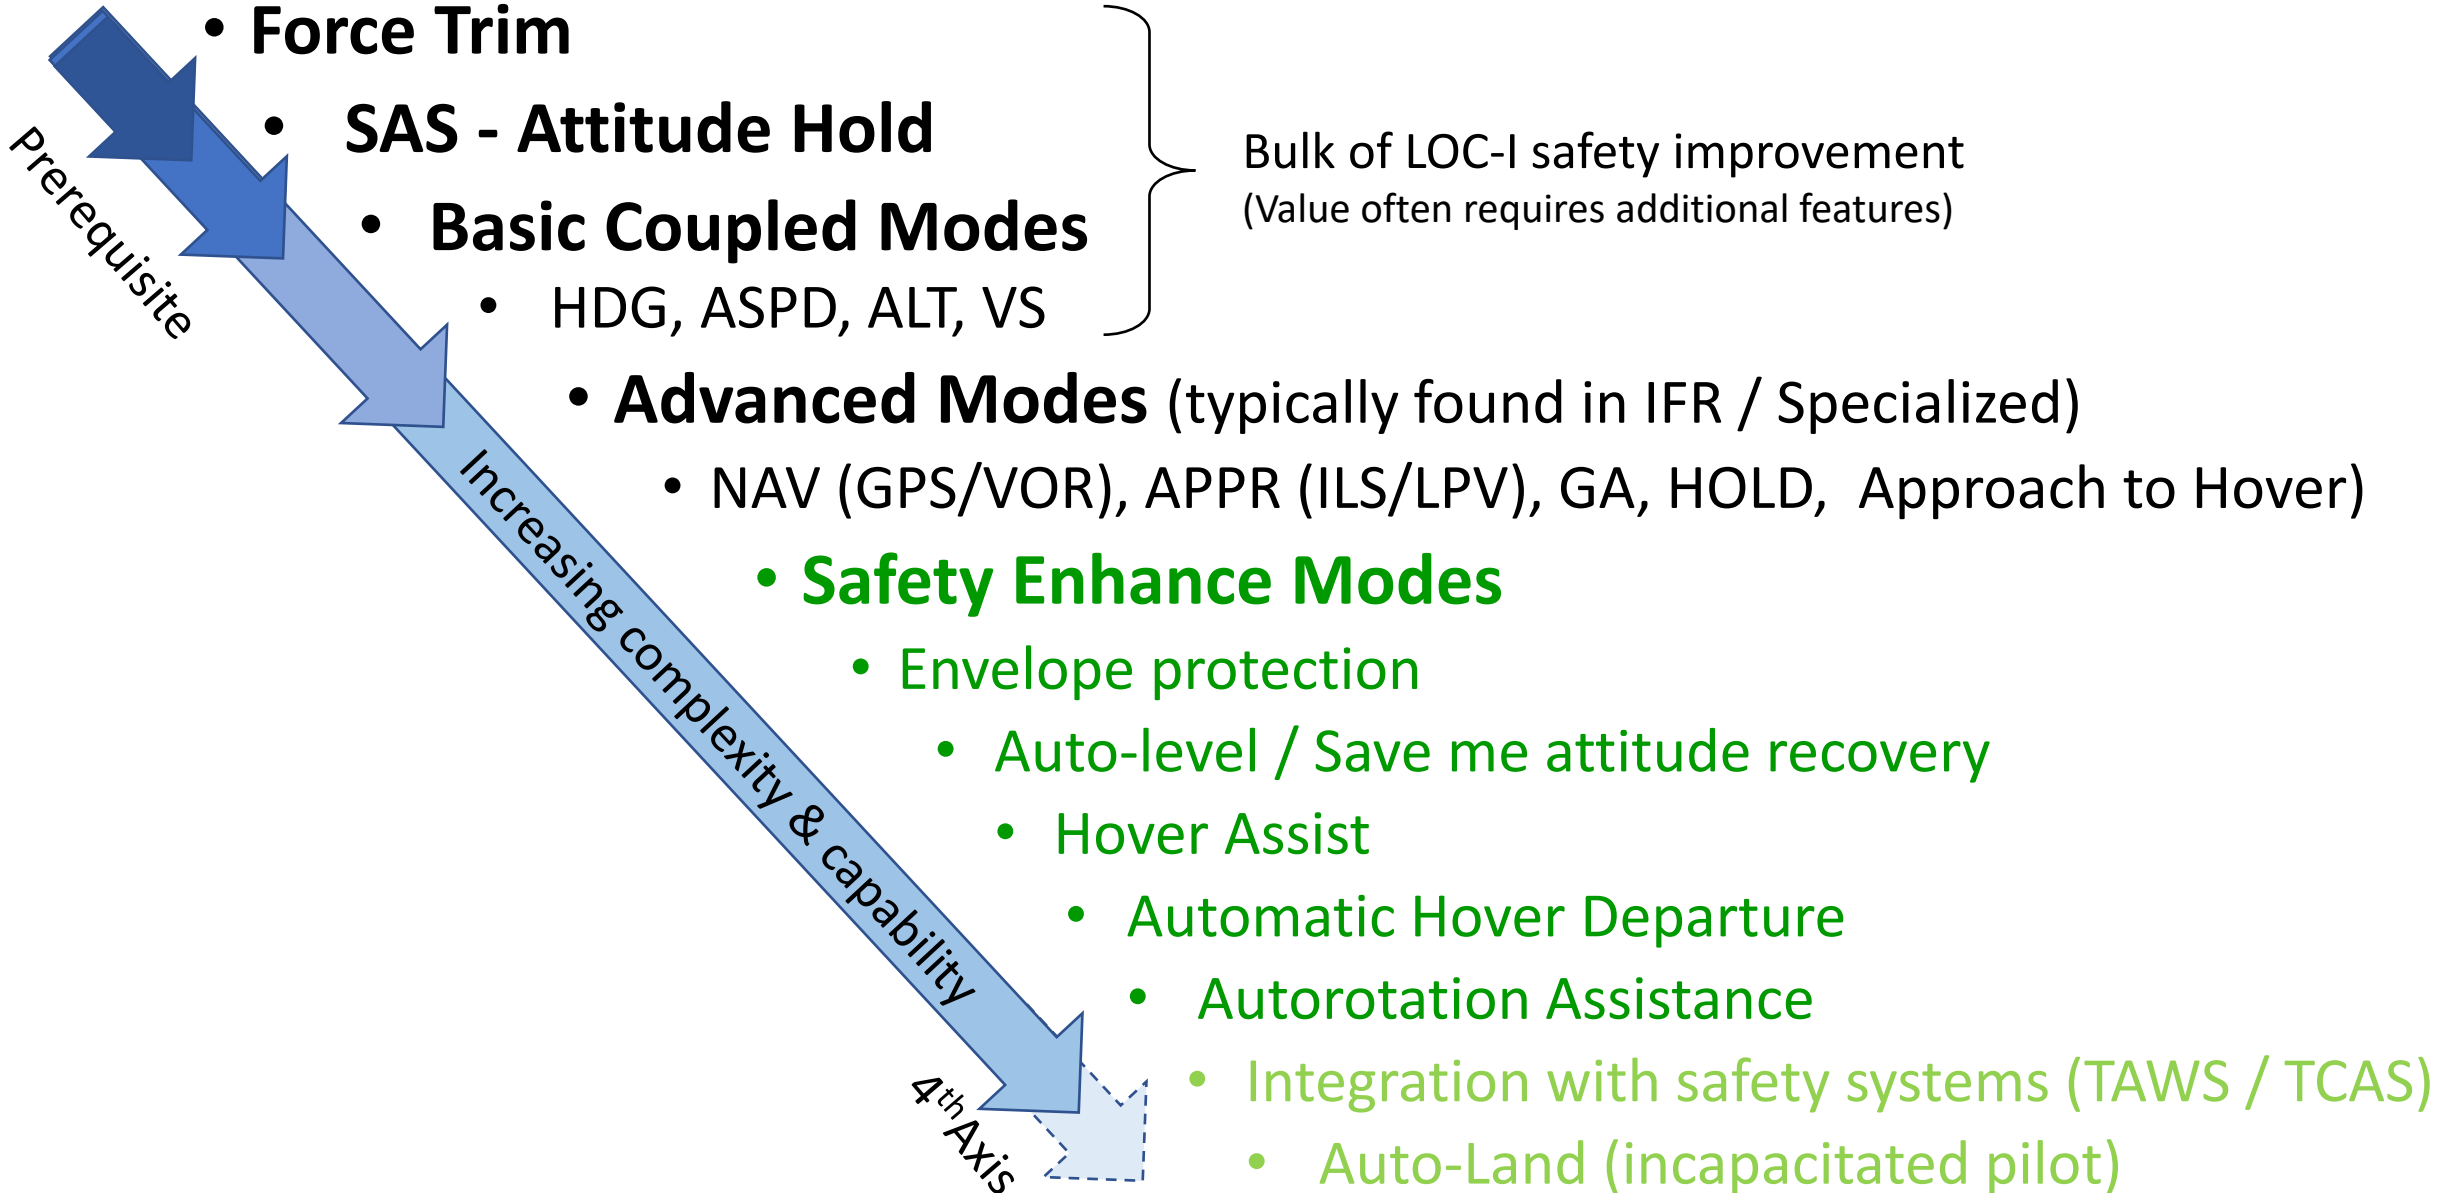 • Force Trim
• SAS - Attitude Hold
• Basic Coupled Modes
• HDG, ASPD, ALT, VS
Bulk of LOC-I safety improvement
(Value often requires additional features)
Prerequisite
• Advanced Modes (typically found in IFR / Specialized)
• NAV (GPS/VOR), APPR (ILS/LPV), GA, HOLD, Approach to Hover)
Increasing complexity & capability
• Safety Enhance Modes
• Envelope protection
• Auto-level / Save me attitude recovery
• Hover Assist
• Automatic Hover Departure
• Autorotation Assistance
• Integration with safety systems (TAWS / TCAS)
• Auto-Land (incapacitated pilot)
4th Axis